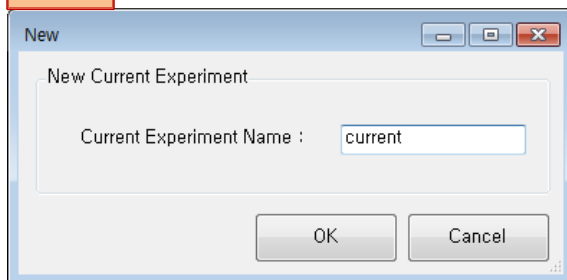 New
New Current Experiment
Current Experiment Name :
current
OK
Cancel